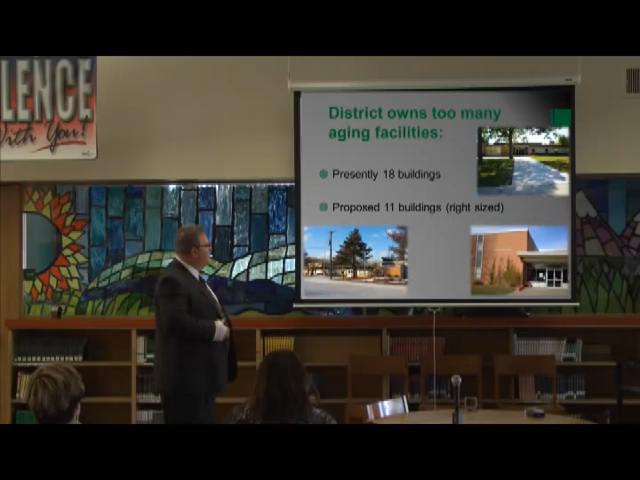 LENCE
With You!
District owns too many
aging facilities:
Presently 18 buildings
Proposed 11 buildings (right sized)